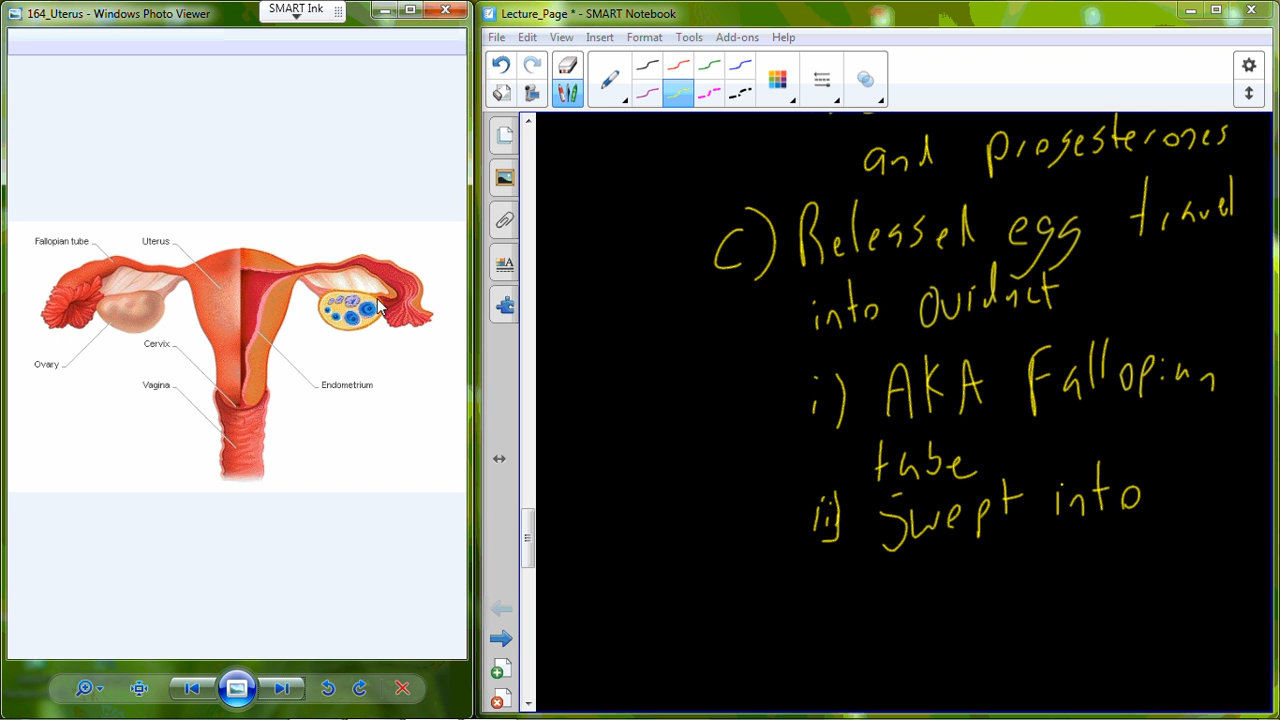 164_Uterus - Windows Photo Viewer
SMART Ink
Lecture_Page * - SMART Notebook
File Edit View Insert Format Tools Add-ons Help
Fallopian tube
Uterus
Ovary
Cervix
Vagina
Endometrium
and progesterones
C) Released egg travel
into Oviduct
i) AKA Fallopian
tube
ii) Swept into